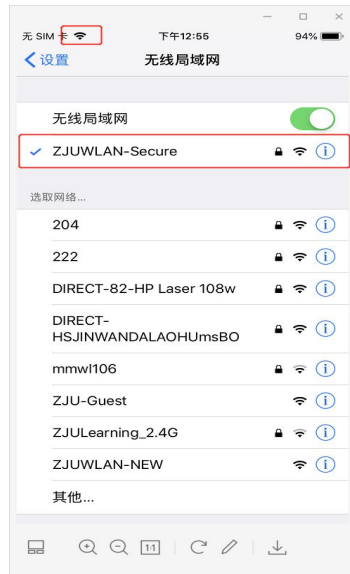 无 SIM 卡 下午12:55 94%
设置 无线局域网
无线局域网
ZJUWLAN-Secure
选取网络...
204
222
DIRECT-82-HP Laser 108w
DIRECT-
HSJINWANDALAOHUmsBO
mmwl106
ZJU-Guest
ZJULearning_2.4G
ZJUWLAN-NEW
其他...
1:1